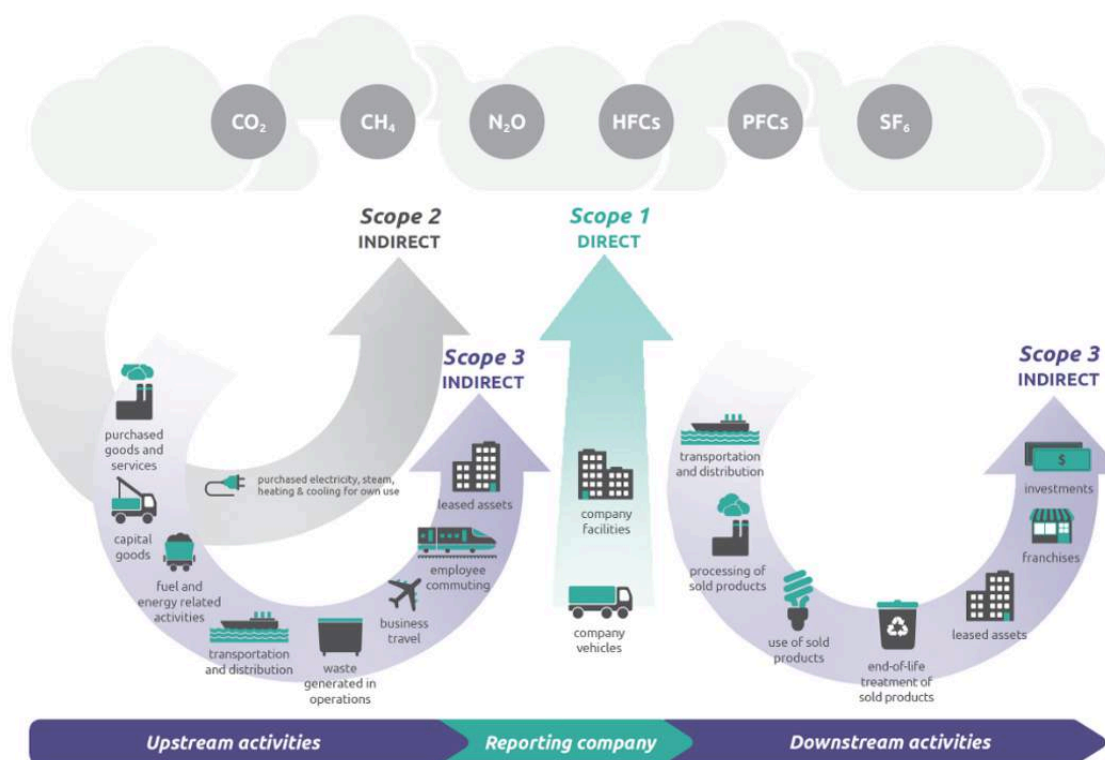 CO₂
CH₄
N₂O
HFCs
PFCs
SF₆
Scope 2
INDIRECT
Scope 1
DIRECT
Scope 3
INDIRECT
Scope 3
INDIRECT
purchased
goods and
services
capital
goods
fuel and
energy related
activities
purchased electricity, steam,
heating & cooling for own use
transportation
and distribution
waste
generated in
operations
business
travel
employee
commuting
leased assets
company
facilities
company
vehicles
transportation
and distribution
processing of
sold products
use of sold
products
end-of-life
treatment of
sold products
leased assets
franchises
$
investments
Upstream activities
Reporting company
Downstream activities